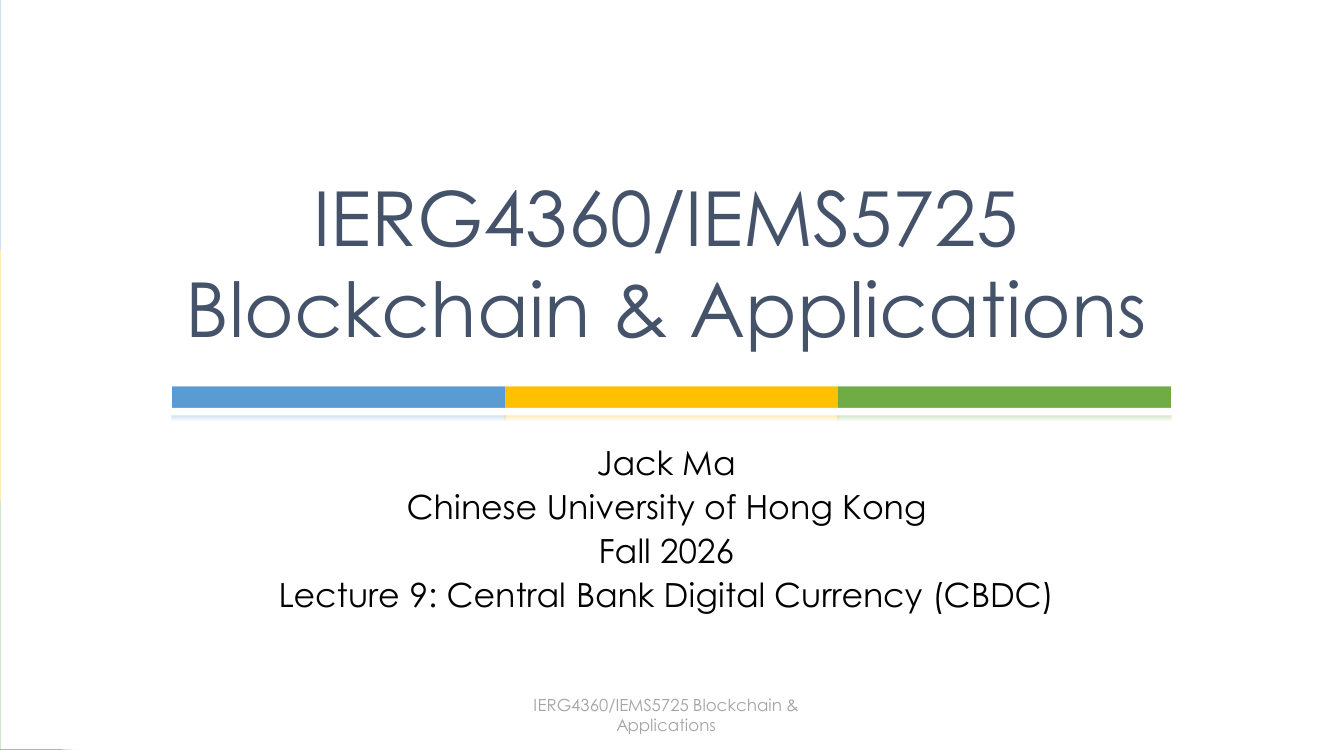 IERG4360/IEMS5725
Blockchain & Applications
Jack Ma
Chinese University of Hong Kong
Fall 2026
Lecture 9: Central Bank Digital Currency (CBDC)
IERG4360/IEMS5725 Blockchain &
Applications